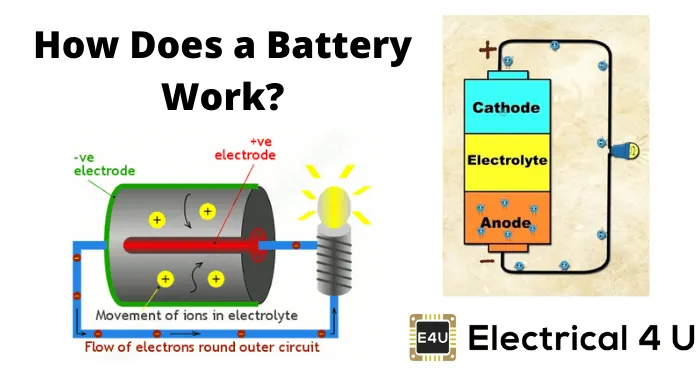 How Does a Battery
Work?
-ve
electrode
+ve
electrode
+
+
+
+
Movement of ions in electrolyte
Flow of electrons round outer circuit
+
Cathode
Electrolyte
Anode
-
E4U
Electrical 4 U